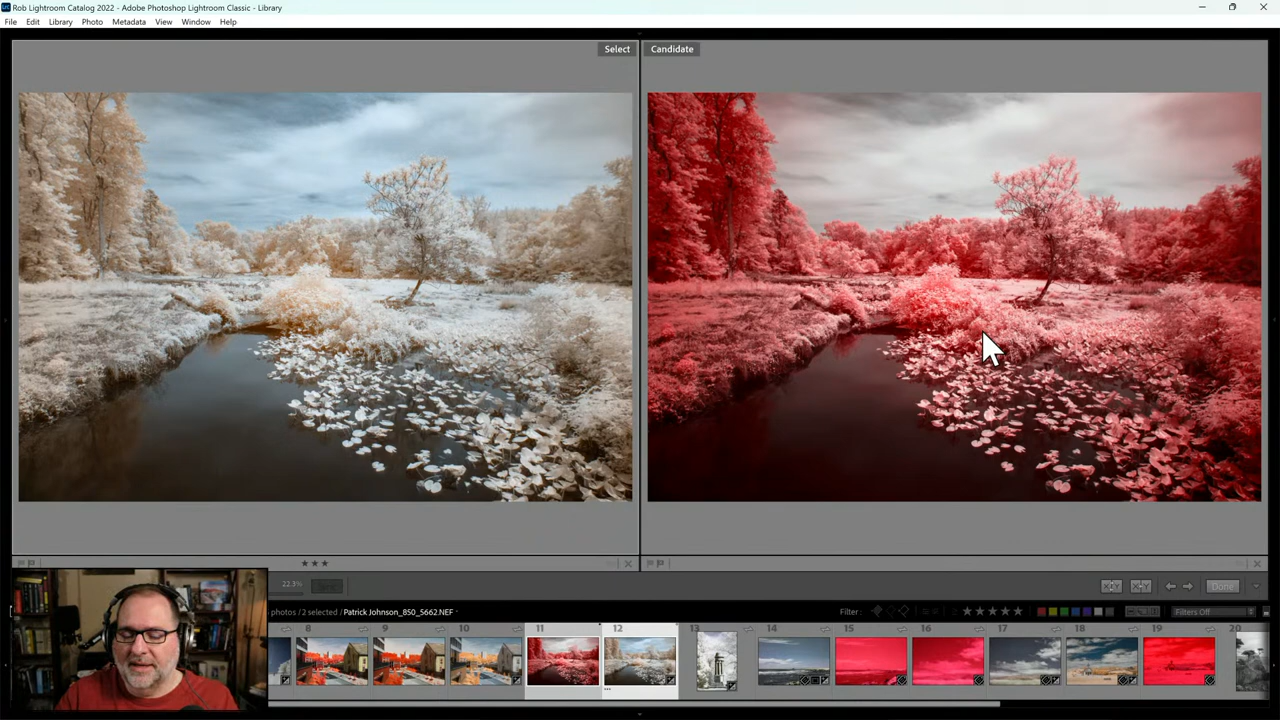 Rob Lightroom Catalog 2022 - Adobe Photoshop Lightroom Classic - Library
File Edit Library Photo Metadata View Window Help
Select Candidate
22.3%
Done
photos / 2 selected / Patrick Johnson_850_5662.NEF
Filter : Filters Off
8 9 10 11 12 13 14 15 16 17 18 19 20